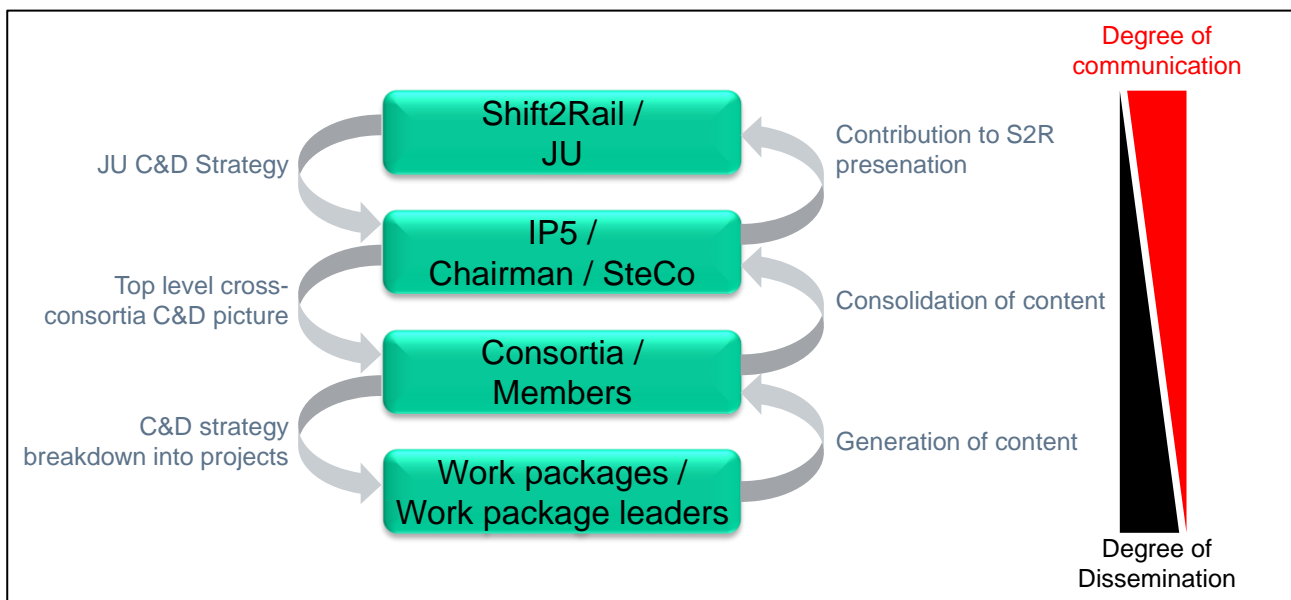 Degree of
communication
Shift2Rail /
JU
JU C&D Strategy
Contribution to S2R
presenation
IP5 /
Chairman / SteCo
Top level cross-
consortia C&D picture
Consolidation of content
Consortia /
Members
C&D strategy
breakdown into projects
Generation of content
Work packages /
Work package leaders
Degree of
Dissemination